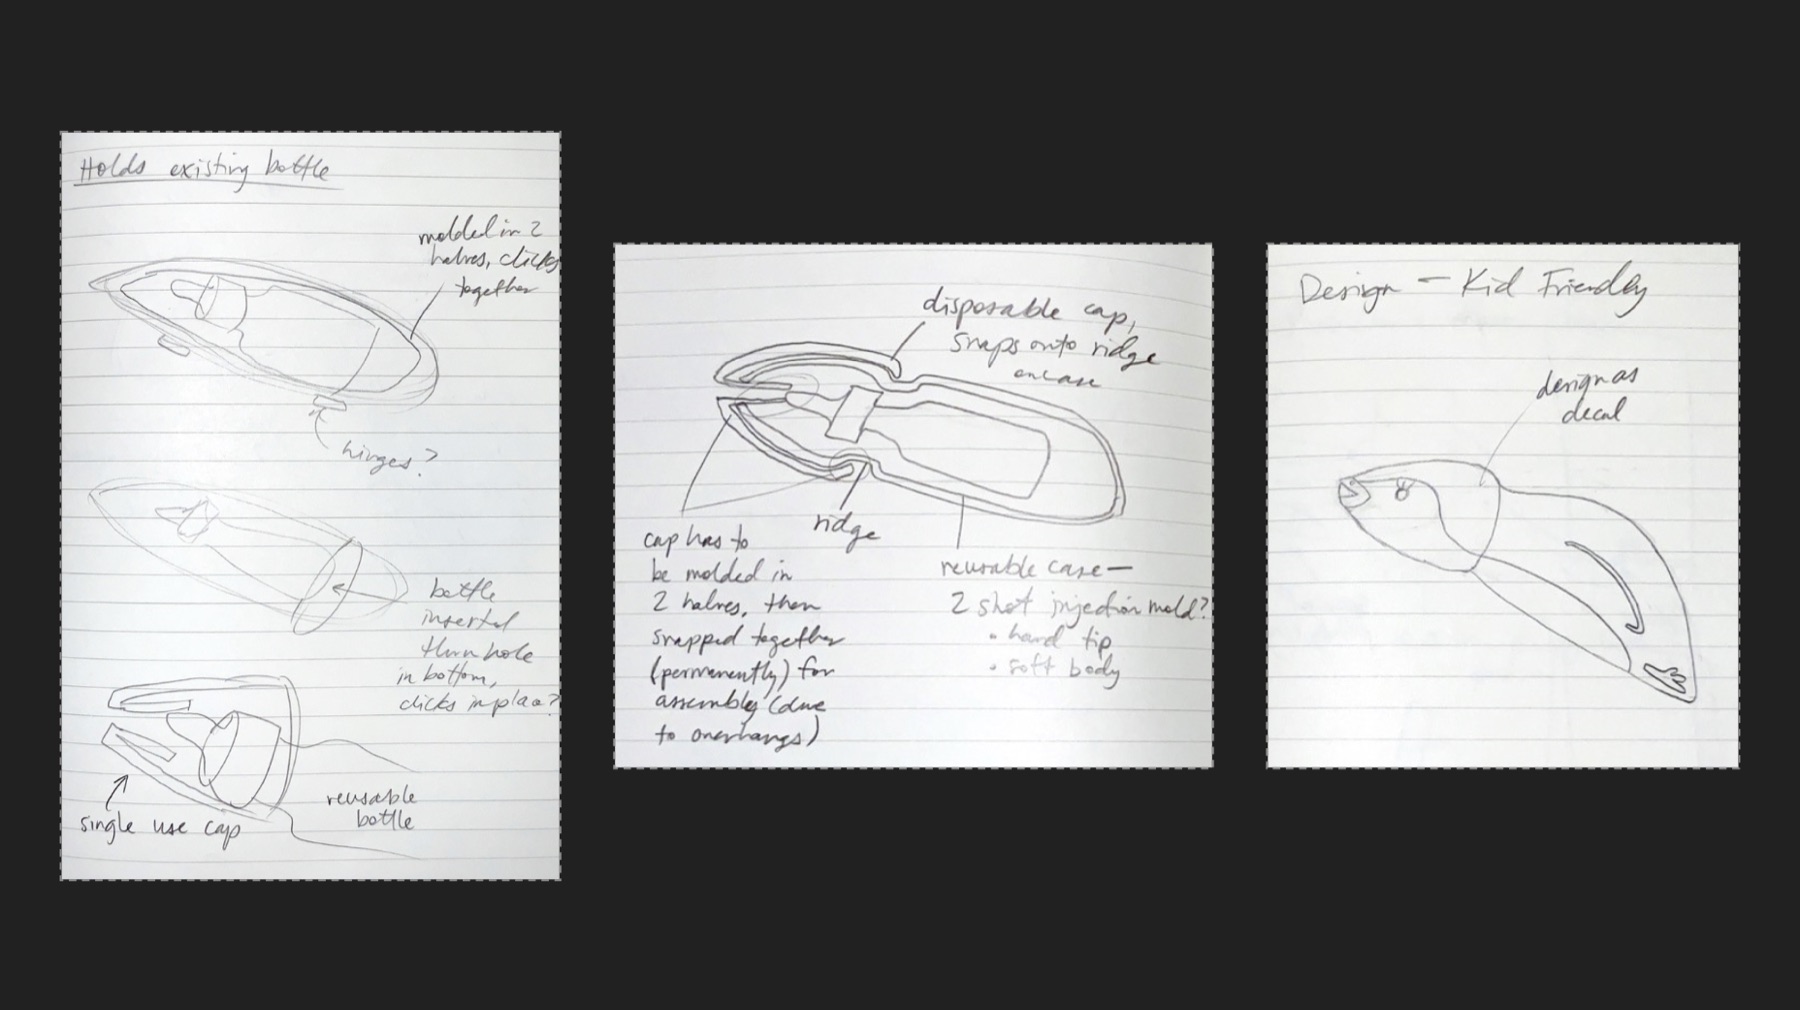 Holds existing bottle
molded in 2
halves, clicks
together
hinges?
bottle
inserted
thru hole
in bottom,
clicks in place?
single use cap
reusable
bottle
disposable cap,
snaps onto ridge
on case
cap has to
be molded in
2 halves, then
snapped together
(permanently) for
assembly (due
to overhangs)
ridge
reusable case —
2 shot injection mold?
• hard tip
• soft body
Design — Kid Friendly
design as
decal